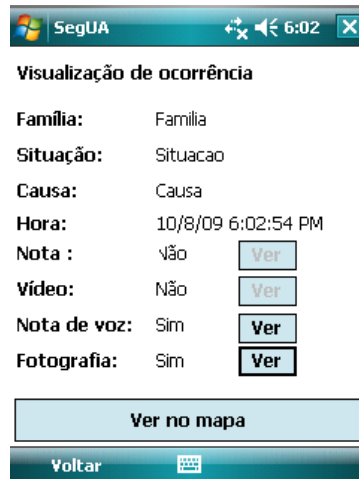 SegUA 6:02
Visualização de ocorrência
Família: Familia
Situação: Situacao
Causa: Causa
Hora: 10/8/09 6:02:54 PM
Nota : Não Ver
Vídeo: Não Ver
Nota de voz: Sim Ver
Fotografia: Sim Ver
Ver no mapa
Voltar